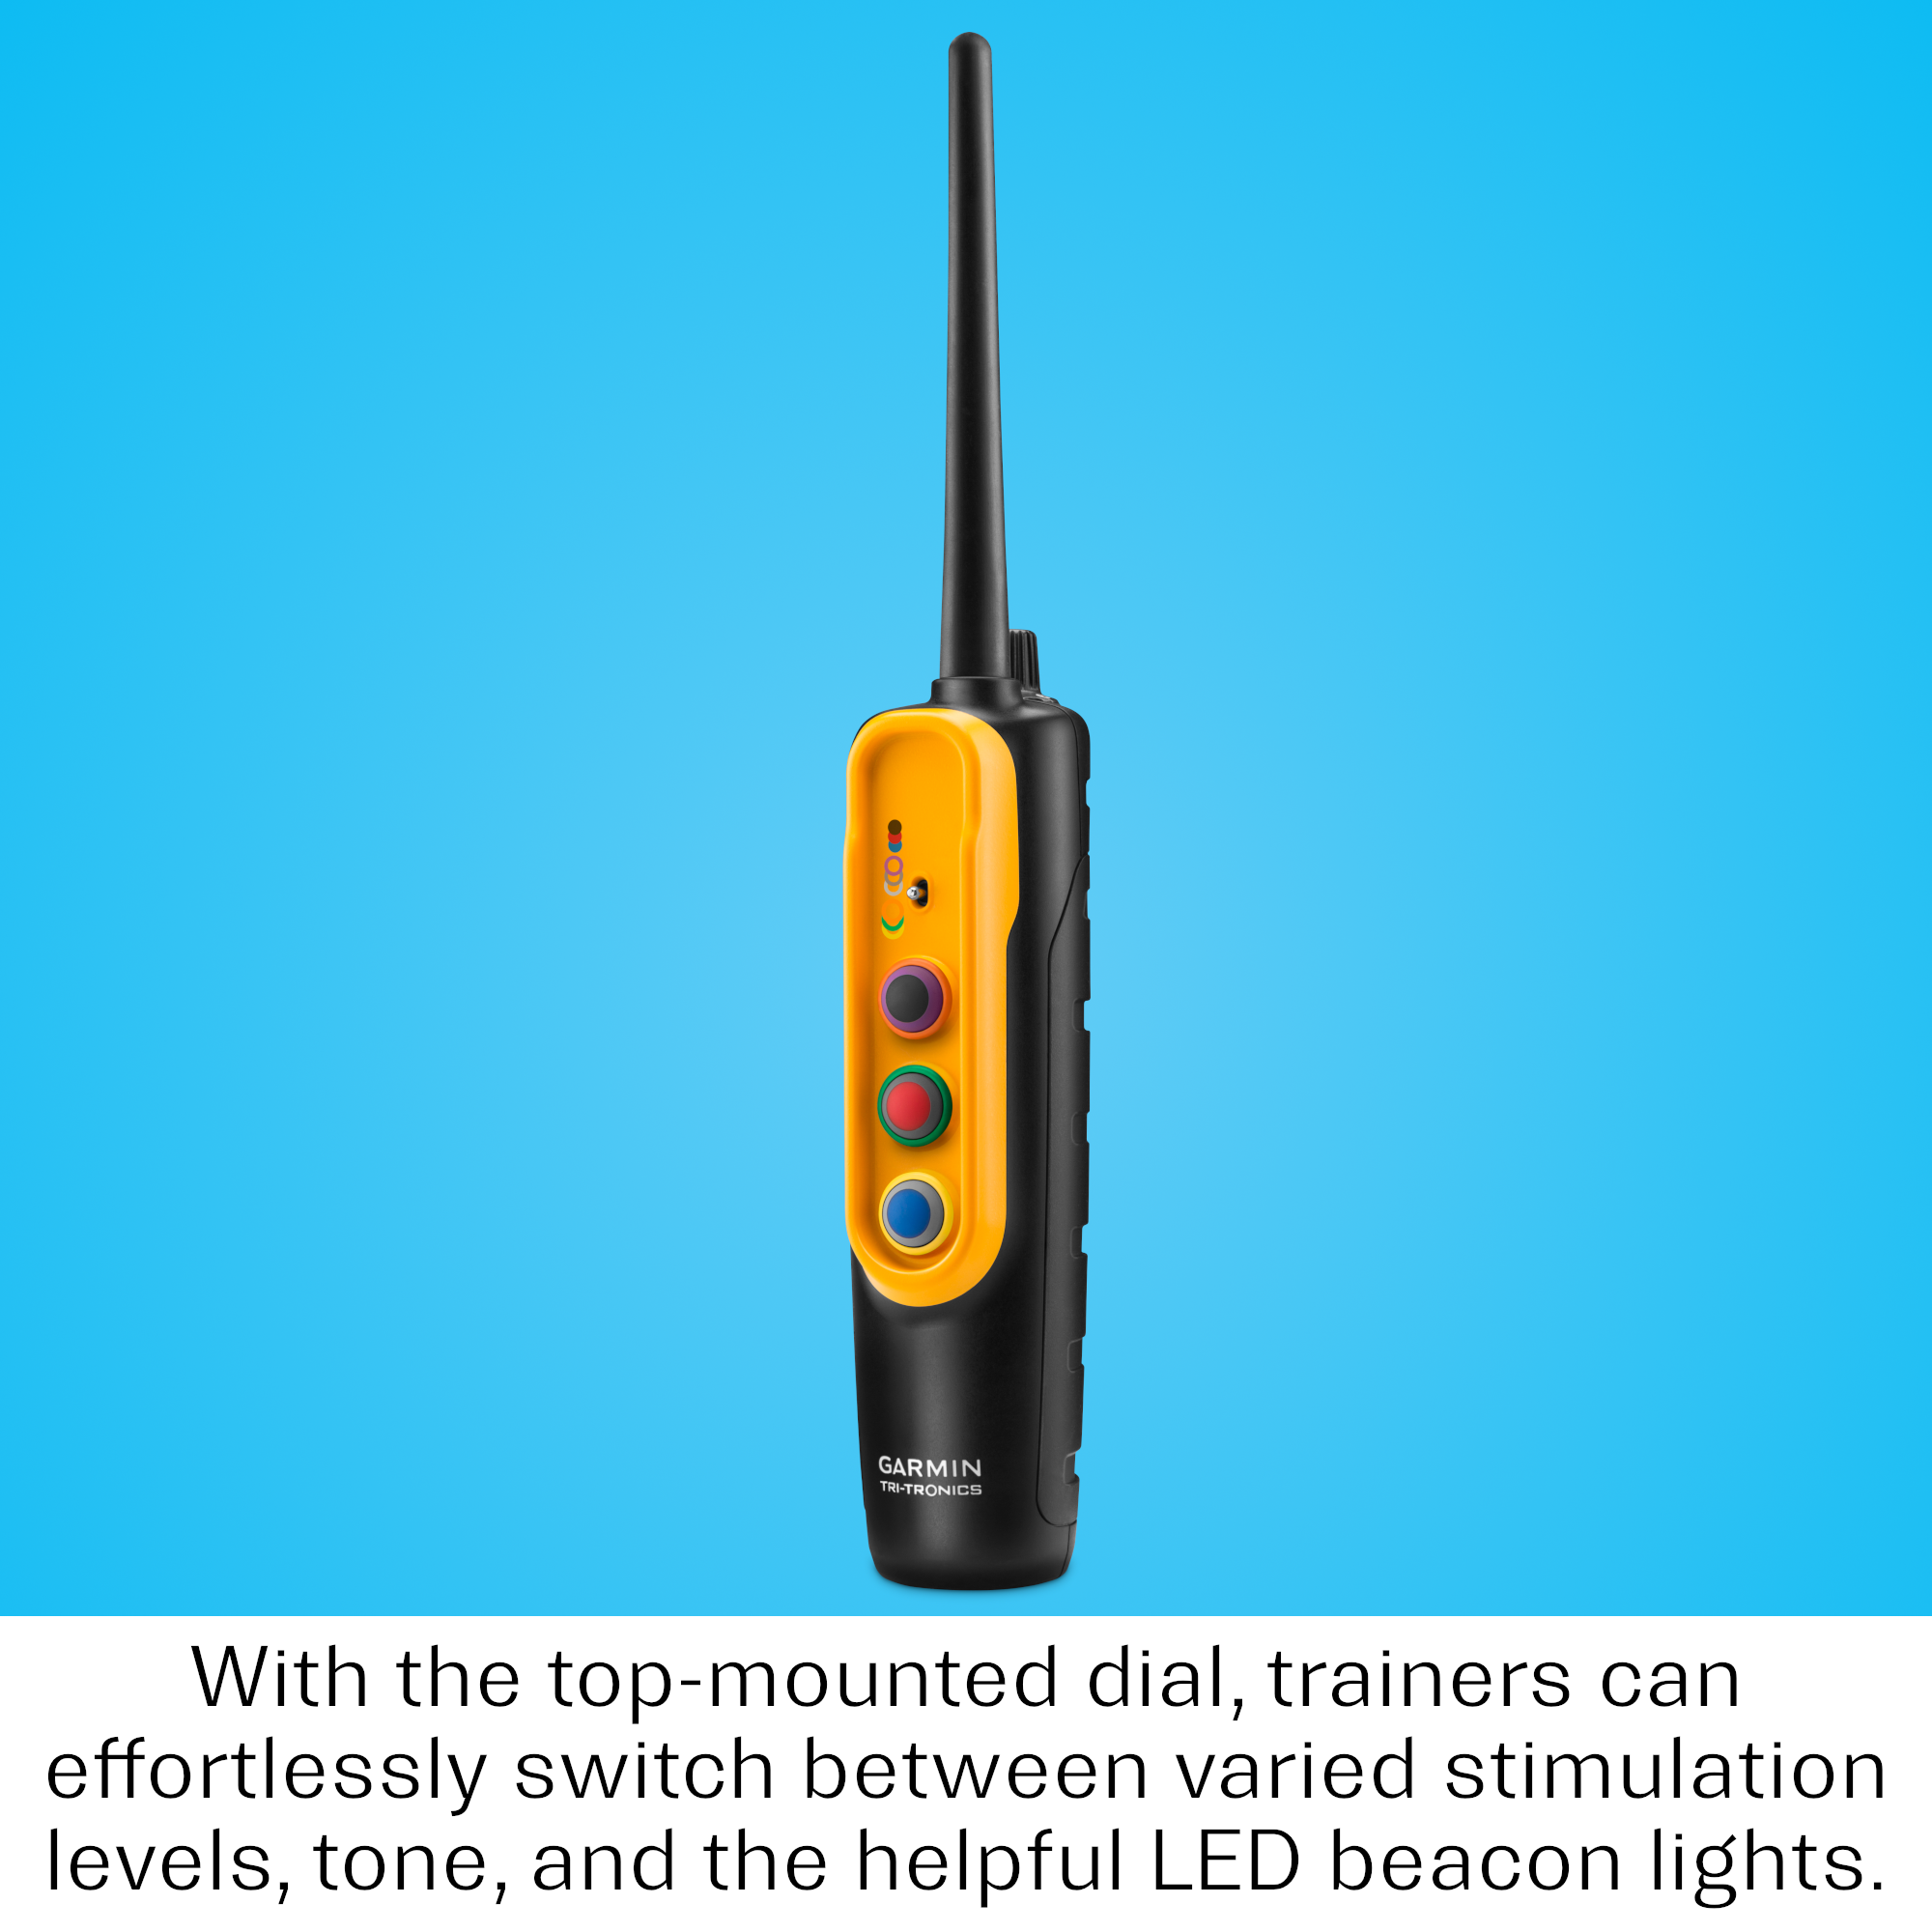 GARMIN
TRI-TRONICS
With the top-mounted dial, trainers can
effortlessly switch between varied stimulation
levels, tone, and the helpful LED beacon lights.